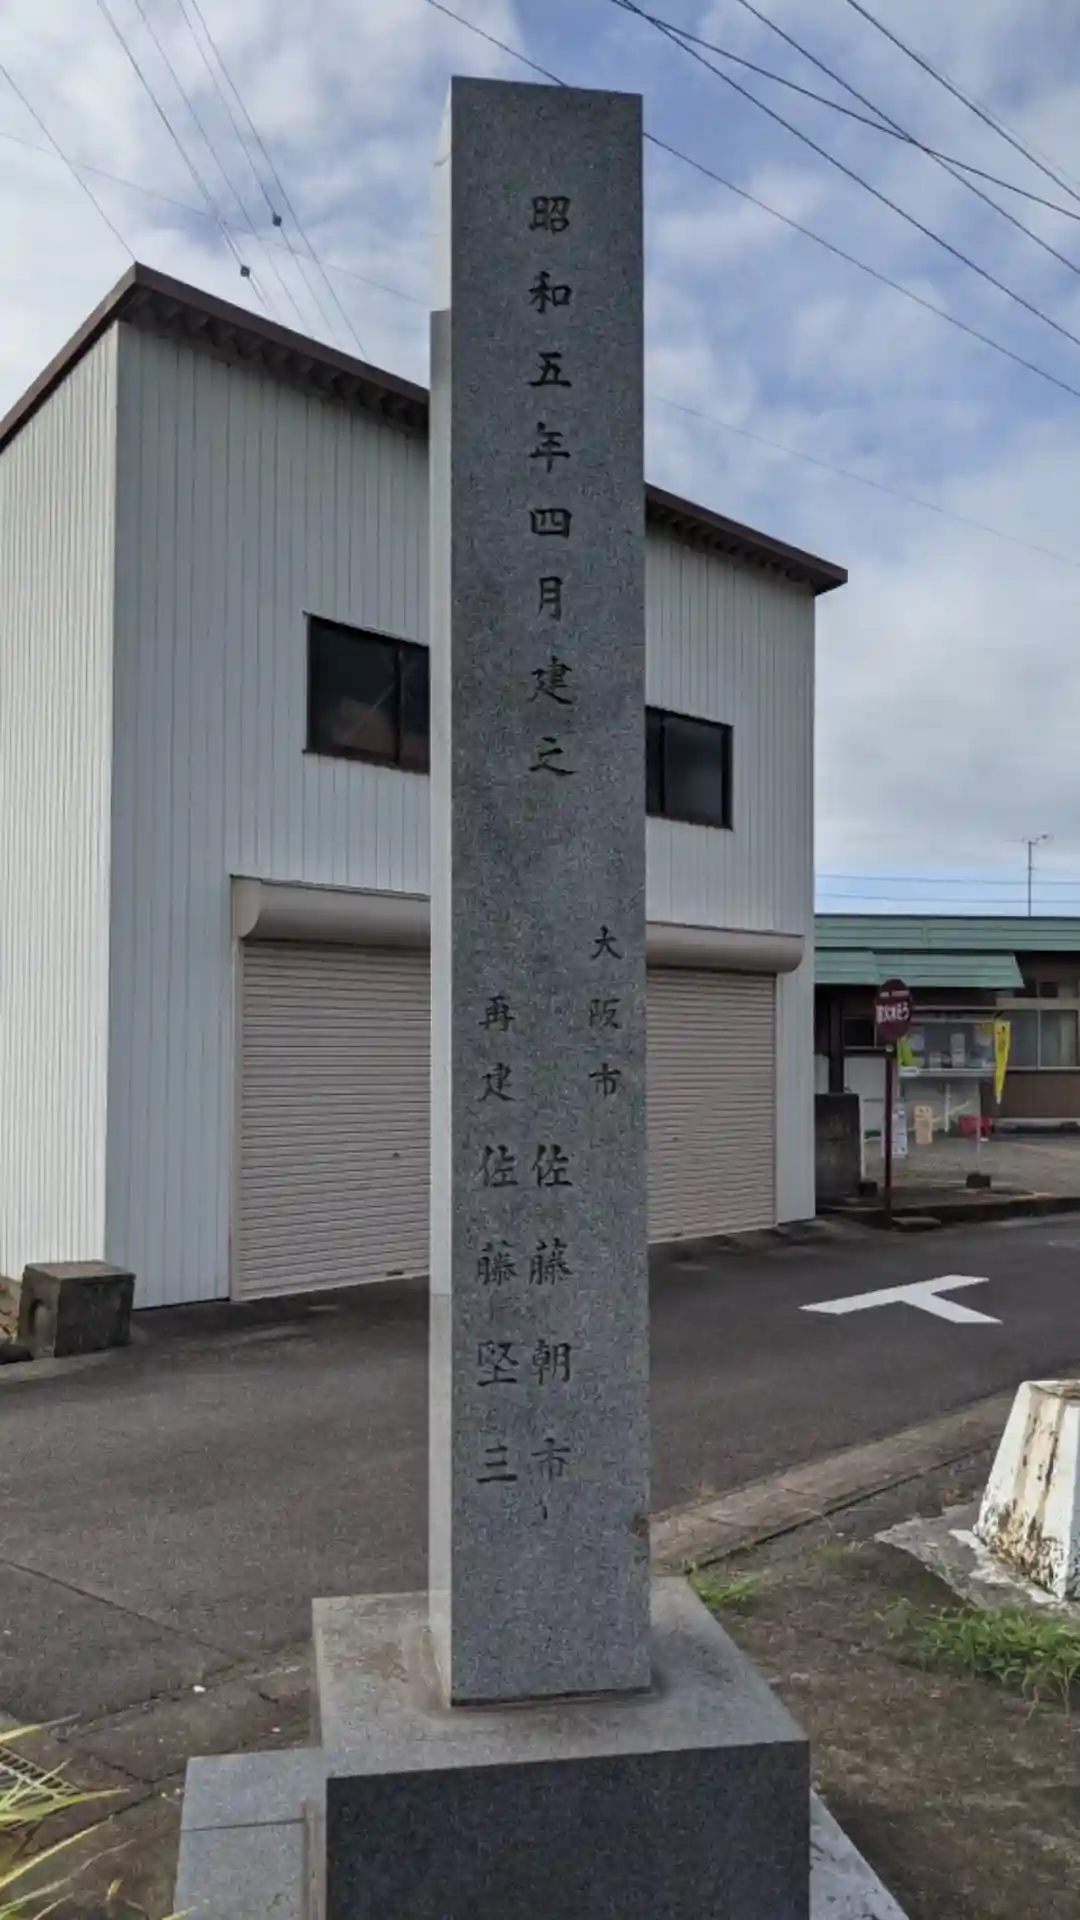 昭和五年四月建之
大阪市
佐藤朝市
再建佐藤堅三